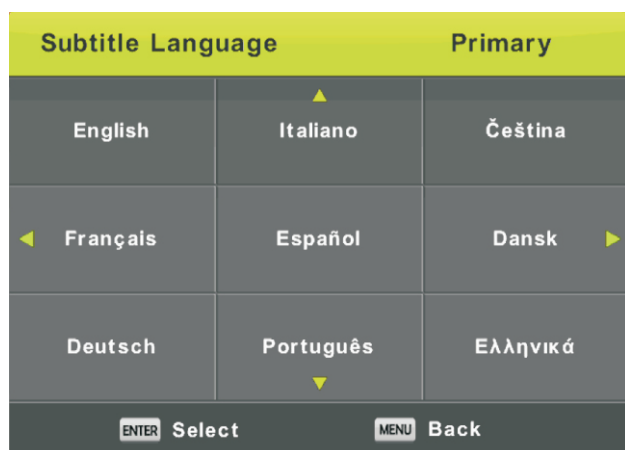 Subtitle Language Primary
English Italiano Čeština
Français Español Dansk
Deutsch Português Ελληνικά
ENTER Select MENU Back